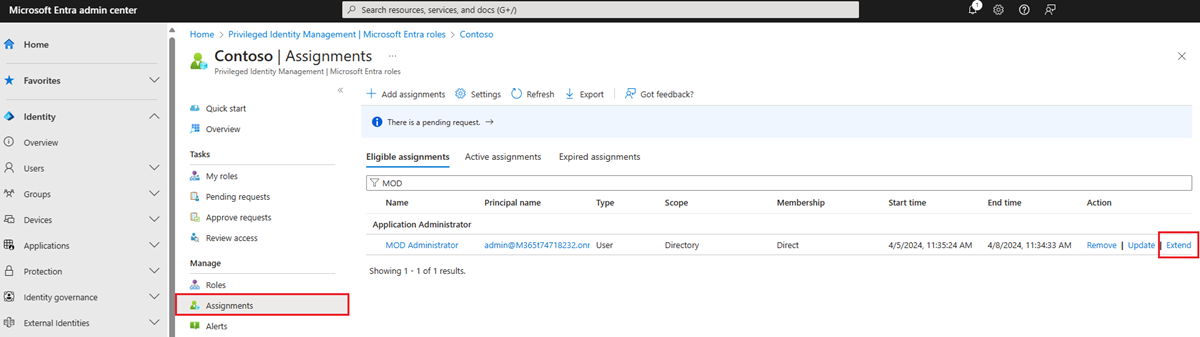 Microsoft Entra admin center
Search resources, services, and docs (G+/)
1
Home
Favorites
Identity
Overview
Users
Groups
Devices
Applications
Protection
Identity governance
External Identities
Home > Privileged Identity Management | Microsoft Entra roles > Contoso
Contoso | Assignments ...
Privileged Identity Management | Microsoft Entra roles
Quick start
Overview
Tasks
My roles
Pending requests
Approve requests
Review access
Manage
Roles
Assignments
Alerts
Add assignments Settings Refresh Export Got feedback?
There is a pending request. →
Eligible assignments Active assignments Expired assignments
MOD
Name Principal name Type Scope Membership Start time End time Action
Application Administrator
MOD Administrator admin@M365t74718232.onr User Directory Direct 4/5/2024, 11:35:24 AM 4/8/2024, 11:34:33 AM Remove | Update | Extend
Showing 1 - 1 of 1 results.